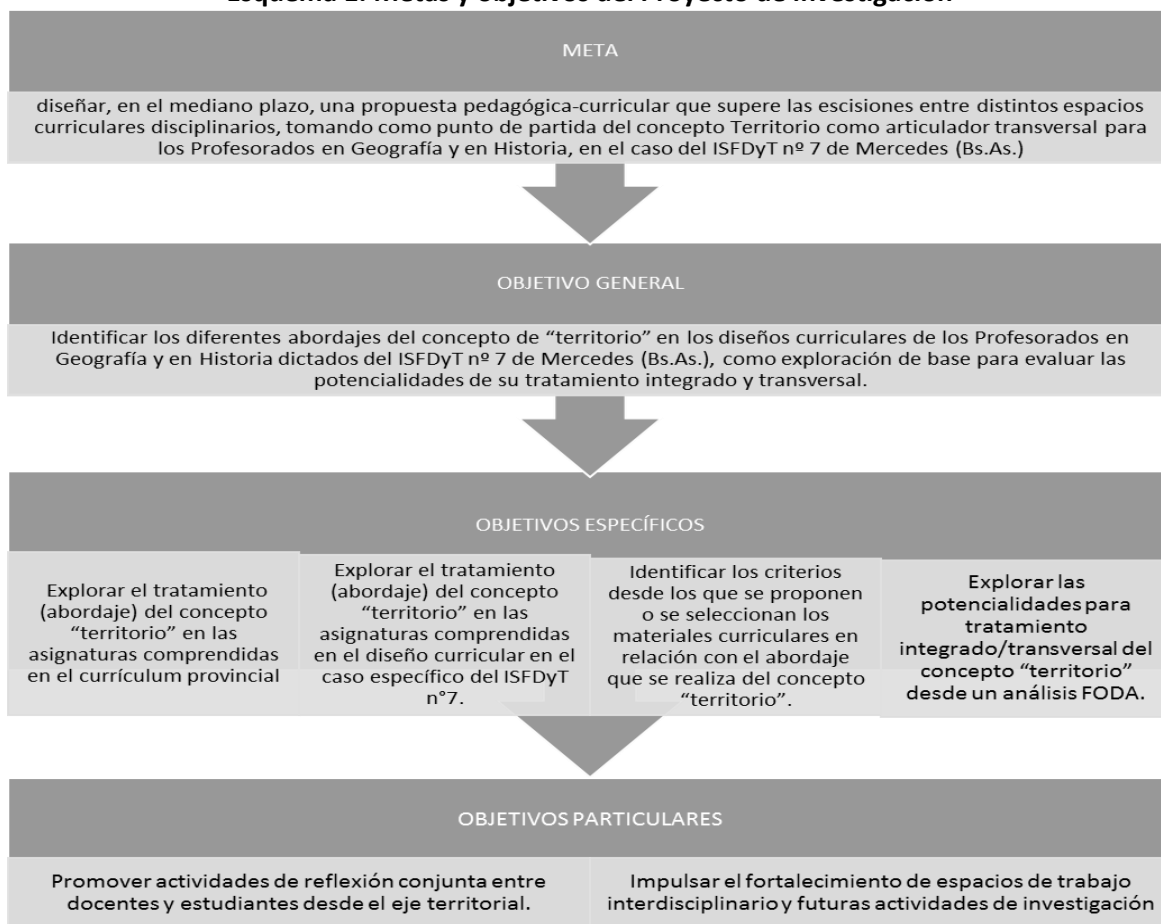 META
diseñar, en el mediano plazo, una propuesta pedagógica-curricular que supere las escisiones entre distintos espacios
curriculares disciplinarios, tomando como punto de partida del concepto Territorio como articulador transversal para
los Profesorados en Geografía y en Historia, en el caso del ISFDyT nº 7 de Mercedes (Bs.As.)
OBJETIVO GENERAL
Identificar los diferentes abordajes del concepto de “territorio” en los diseños curriculares de los Profesorados en
Geografía y en Historia dictados del ISFDyT nº 7 de Mercedes (Bs.As.), como exploración de base para evaluar las
potencialidades de su tratamiento integrado y transversal.
OBJETIVOS ESPECÍFICOS
Explorar el tratamiento
(abordaje) del concepto
“territorio” en las
asignaturas comprendidas
en el currículum provincial
Explorar el tratamiento
(abordaje) del concepto
“territorio” en las
asignaturas comprendidas
en el diseño curricular en el
caso específico del ISFDyT
n°7.
Identificar los criterios
desde los que se proponen
o se seleccionan los
materiales curriculares en
relación con el abordaje
que se realiza del concepto
“territorio”.
Explorar las
potencialidades para
tratamiento
integrado/transversal del
concepto “territorio”
desde un análisis FODA.
OBJETIVOS PARTICULARES
Promover actividades de reflexión conjunta entre
docentes y estudiantes desde el eje territorial.
Impulsar el fortalecimiento de espacios de trabajo
interdisciplinario y futuras actividades de investigación